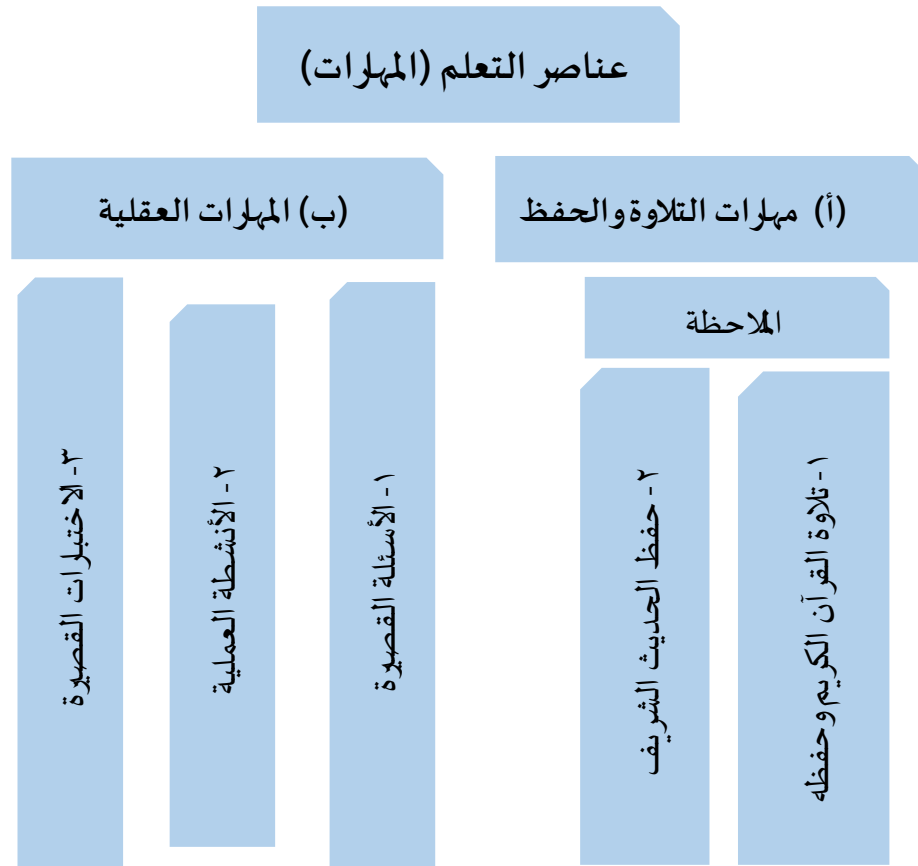 عناصر التعلم (المهارات)
(أ) مهارات التلاوة والحفظ
(ب) المهارات العقلية
الملاحظة
١- تلاوة القرآن الكريم وحفظه
٢- حفظ الحديث الشريف
١- الأسئلة القصيرة
٢- الأنشطة العملية
٣- الاختبارات القصيرة